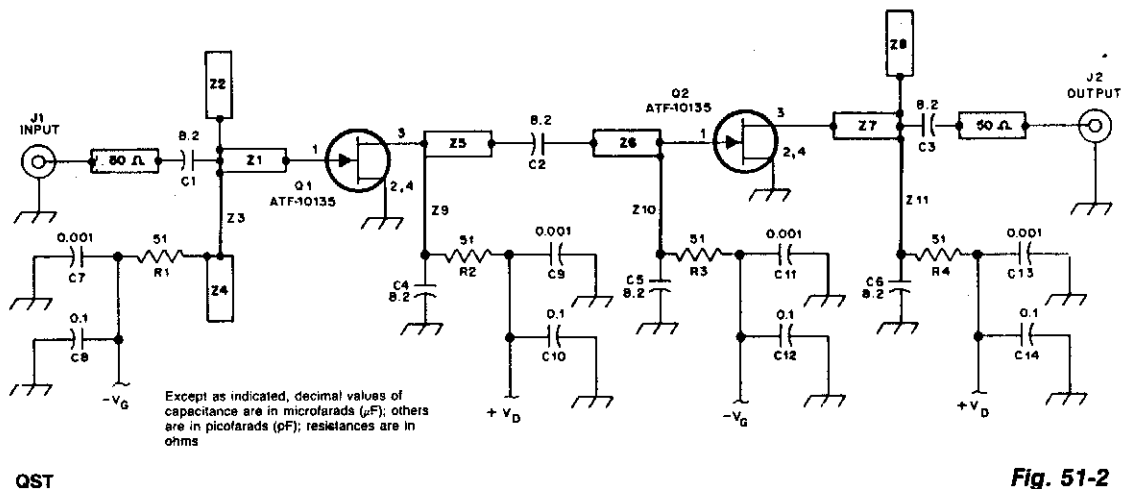 Z8
Z2
J2
OUTPUT
Q2
ATF-10135
J1
INPUT
8.2
C1
Z1
1
3
2,4
Q1
ATF-10135
Z5
8.2
C2
Z6
1
3
2,4
Z7
8.2
C3
50 Ω
Z3
Z9
Z10
Z11
0.001
C7
51
R1
Z4
C4
8.2
51
R2
0.001
C9
C5
8.2
51
R3
0.001
C11
C6
8.2
51
R4
0.001
C13
0.1
C8
0.1
C10
0.1
C12
0.1
C14
-VG
+VD
-VG
+VD
Except as indicated, decimal values of
capacitance are in microfarads (µF); others
are in picofarads (pF); resistances are in
ohms
QST
Fig. 51-2